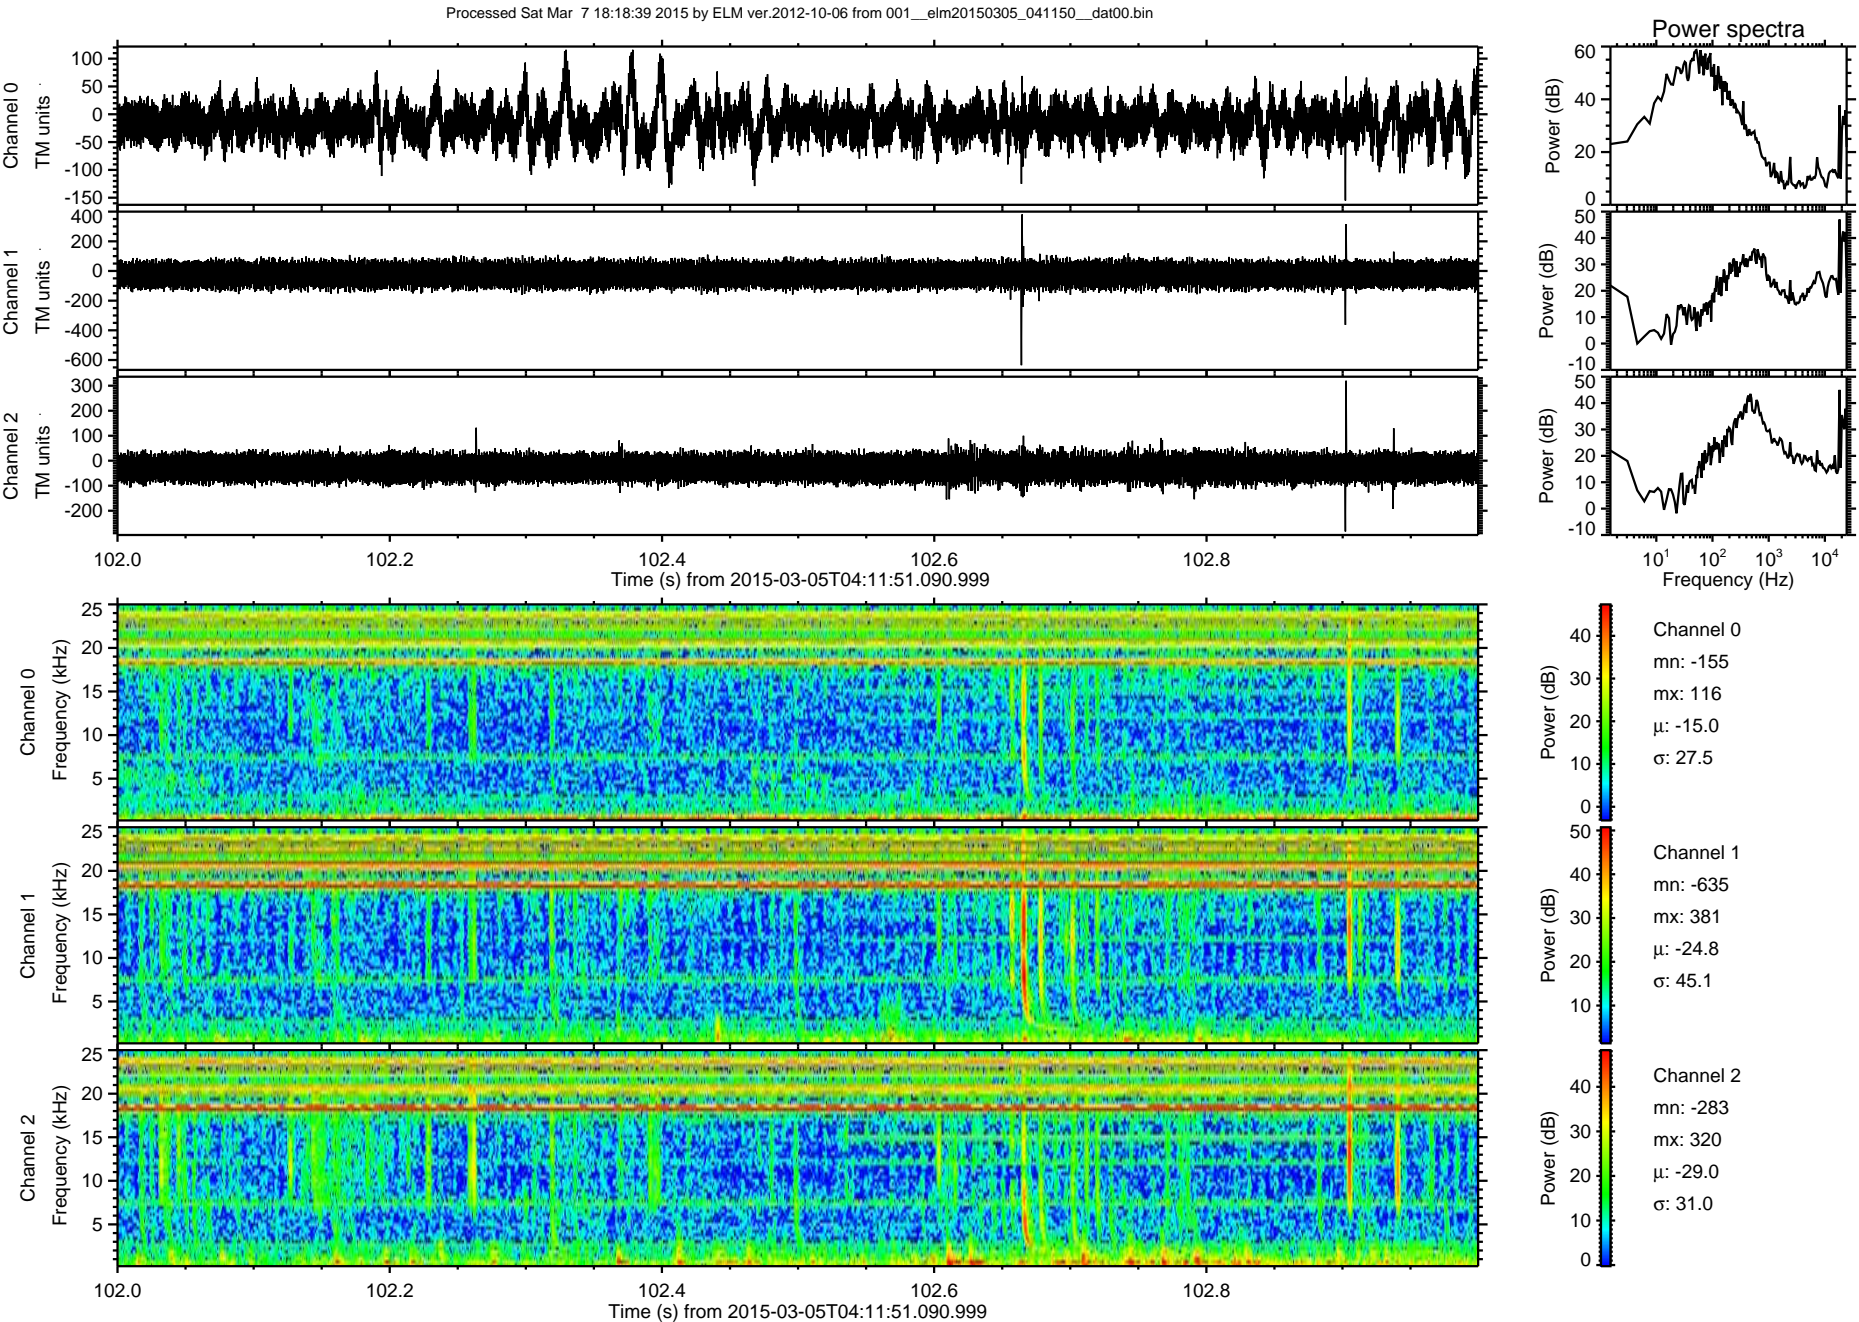 Processed Sat Mar 7 18:18:39 2015 by ELM ver.2012-10-06 from 001__elm20150305_041150__dat00.bin
Power spectra
Channel 0
TM units
100
50
0
-50
-100
-150
Power (dB)
60
40
20
0
Channel 1
TM units
400
200
0
-200
-400
-600
Power (dB)
50
40
30
20
10
0
-10
Channel 2
TM units
300
200
100
0
-100
-200
Power (dB)
50
40
30
20
10
0
-10
102.0 102.2 102.4 102.6 102.8
Time (s) from 2015-03-05T04:11:51.090.999
10¹ 10² 10³ 10⁴
Frequency (Hz)
Channel 0
Frequency (kHz)
25
20
15
10
5
Power (dB)
40
30
20
10
0
Channel 0
mn: -155
mx: 116
μ: -15.0
σ: 27.5
Channel 1
Frequency (kHz)
25
20
15
10
5
Power (dB)
50
40
30
20
10
Channel 1
mn: -635
mx: 381
μ: -24.8
σ: 45.1
Channel 2
Frequency (kHz)
25
20
15
10
5
Power (dB)
40
30
20
10
0
Channel 2
mn: -283
mx: 320
μ: -29.0
σ: 31.0
102.0 102.2 102.4 102.6 102.8
Time (s) from 2015-03-05T04:11:51.090.999